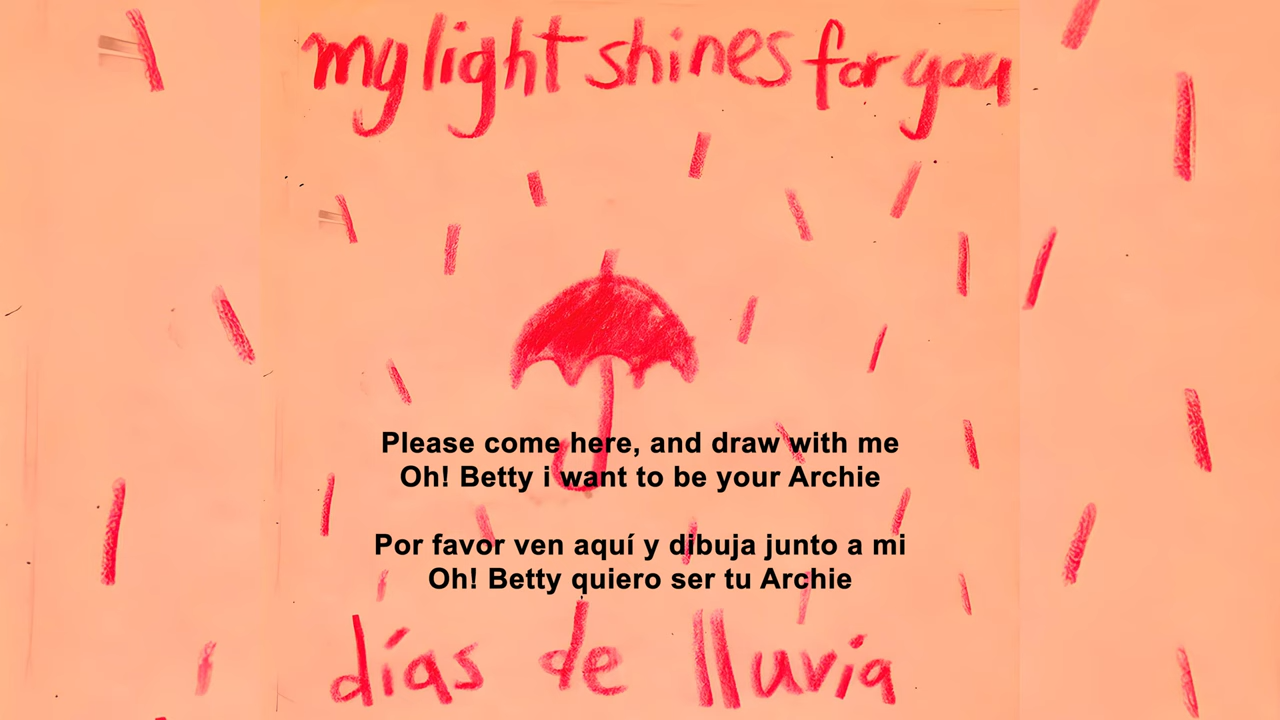 my light shines for you
Please come here, and draw with me
Oh! Betty i want to be your Archie
Por favor ven aquí y dibuja junto a mi
Oh! Betty quiero ser tu Archie
días de lluvia